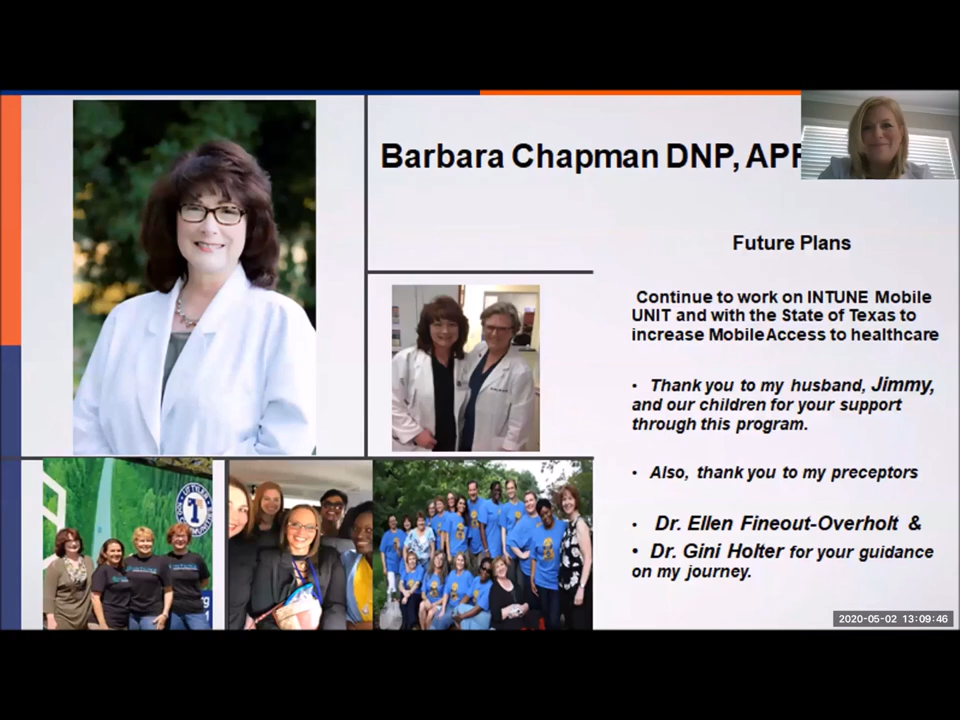 Barbara Chapman DNP, AP
Future Plans
Continue to work on INTUNE Mobile
UNIT and with the State of Texas to
increase Mobile Access to healthcare
• Thank you to my husband, Jimmy,
and our children for your support
through this program.
• Also, thank you to my preceptors
• Dr. Ellen Fineout-Overholt &
• Dr. Gini Holter for your guidance
on my journey.
2020-05-02 13:09:46